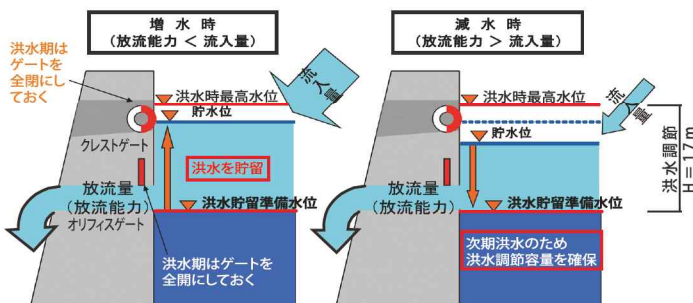 増 水 時
(放流能力 < 流入量)
洪水期は
ゲートを
全閉にして
おく
流入量
洪水時最高水位
貯水位
クレストゲート
洪水を貯留
放流量
(放流能力)
オリフィスゲート
洪水貯留準備水位
洪水期はゲートを
全開にしておく
減 水 時
(放流能力 > 流入量)
流入量
洪水時最高水位
貯水位
放流量
(放流能力)
洪水貯留準備水位
次期洪水のため
洪水調節容量を確保
洪水調節
H=17m